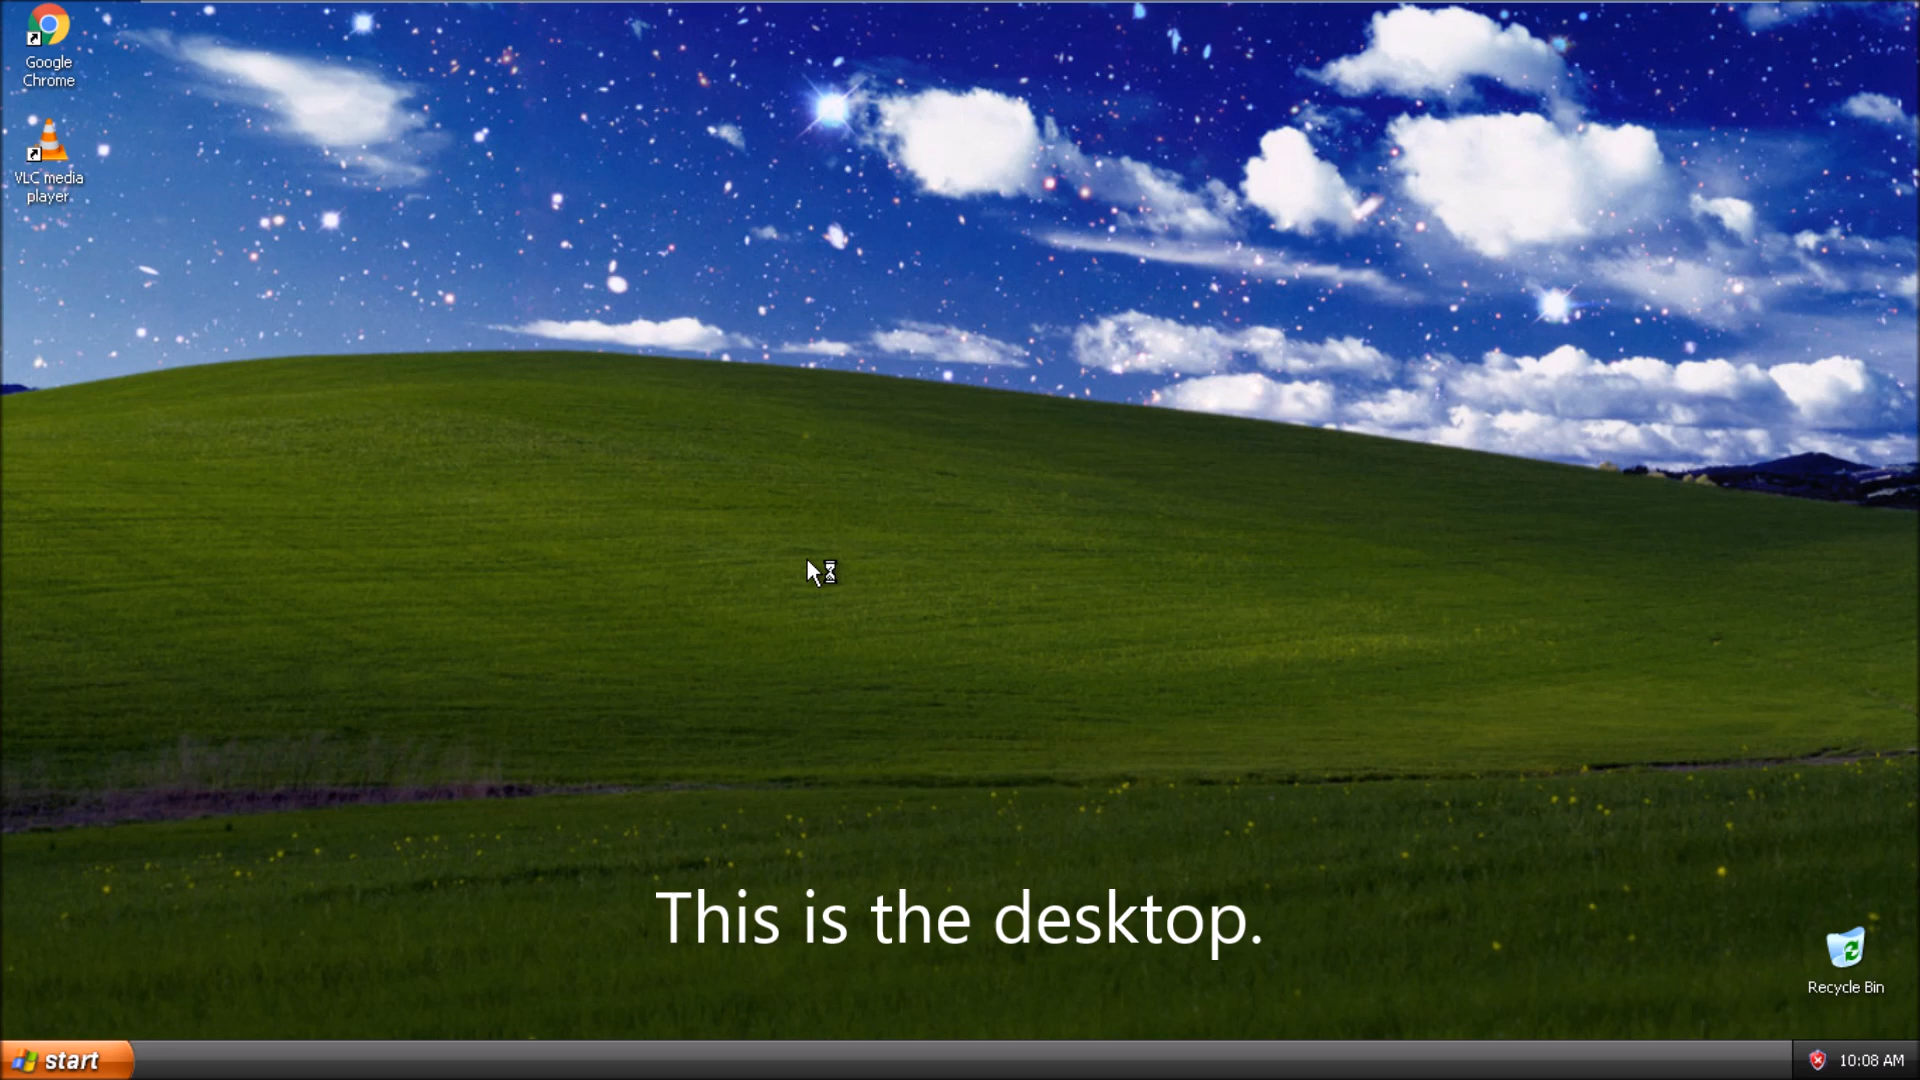 Google
Chrome
VLC media
player
This is the desktop.
Recycle Bin
start
10:08 AM